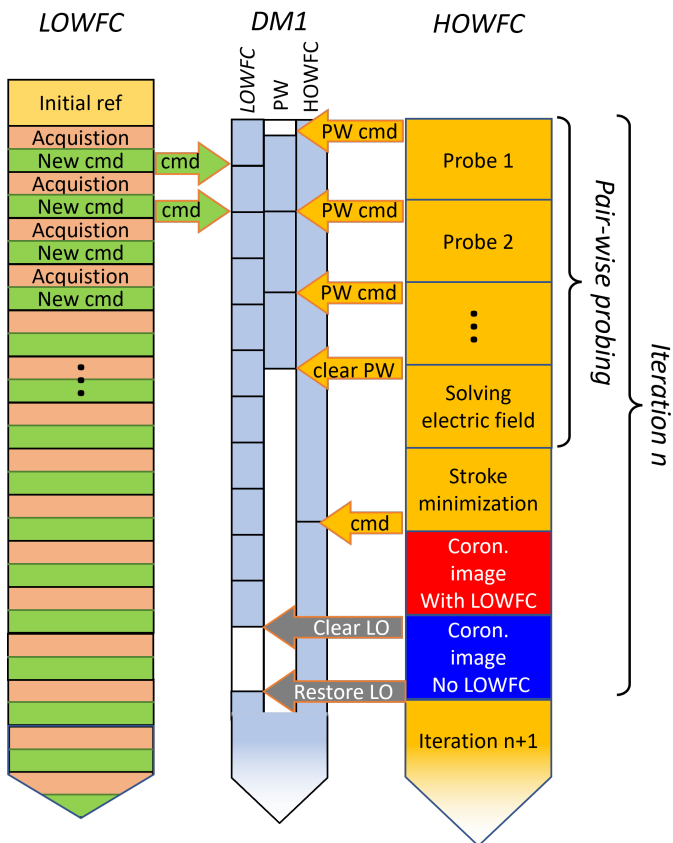 LOWFC
DM1
HOWFC
LOWFC
PW
HOWFC
Initial ref
Acquistion
New cmd
Acquistion
New cmd
Acquistion
New cmd
Acquistion
New cmd
cmd
cmd
PW cmd
PW cmd
PW cmd
clear PW
cmd
Clear LO
Restore LO
Probe 1
Probe 2
Solving
electric field
Stroke
minimization
Coron.
image
With LOWFC
Coron.
image
No LOWFC
Iteration n+1
Pair-wise probing
Iteration n